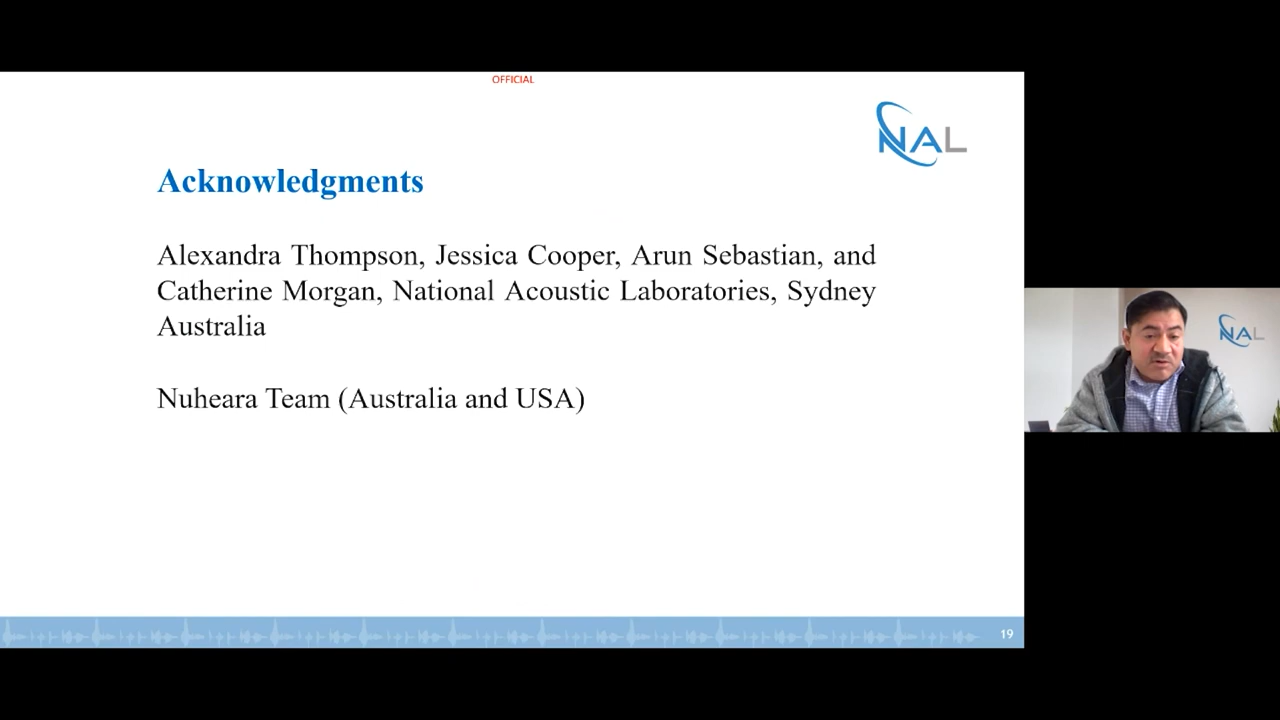 OFFICIAL
NAL
Acknowledgments
Alexandra Thompson, Jessica Cooper, Arun Sebastian, and
Catherine Morgan, National Acoustic Laboratories, Sydney
Australia
NAL
Nuheara Team (Australia and USA)
19